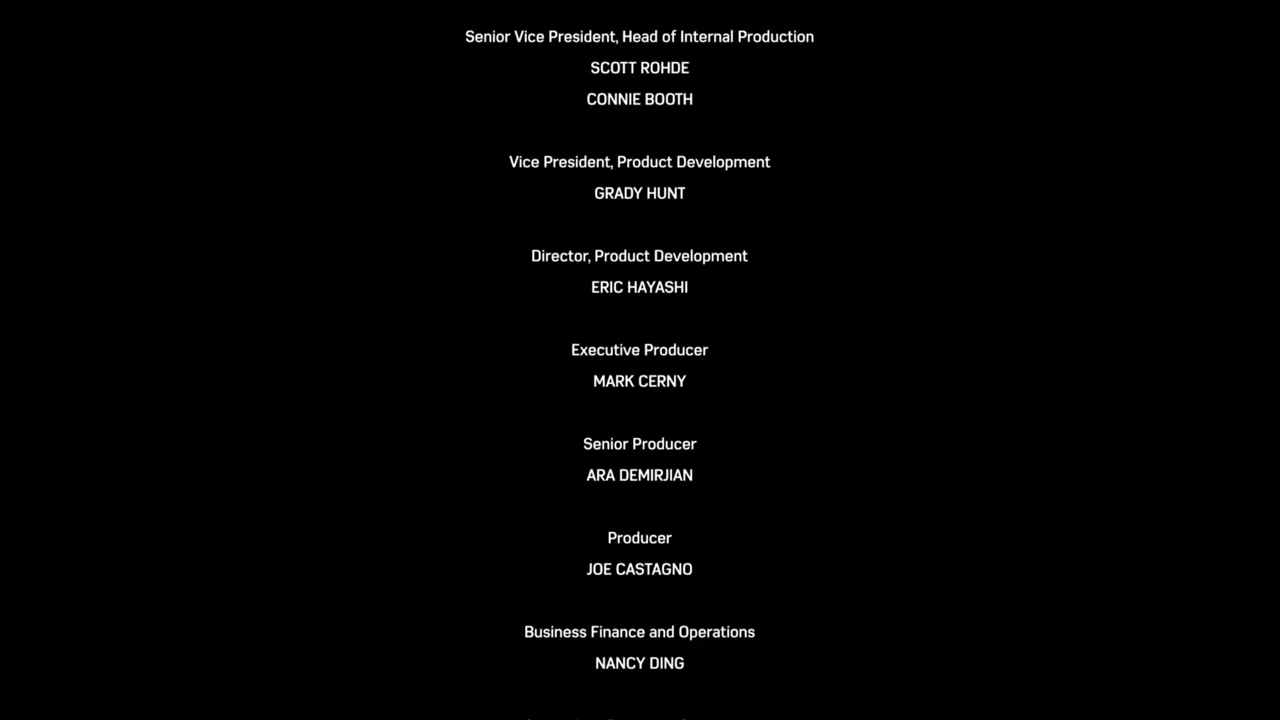 Senior Vice President, Head of Internal Production
SCOTT ROHDE
CONNIE BOOTH
Vice President, Product Development
GRADY HUNT
Director, Product Development
ERIC HAYASHI
Executive Producer
MARK CERNY
Senior Producer
ARA DEMIRJIAN
Producer
JOE CASTAGNO
Business Finance and Operations
NANCY DING